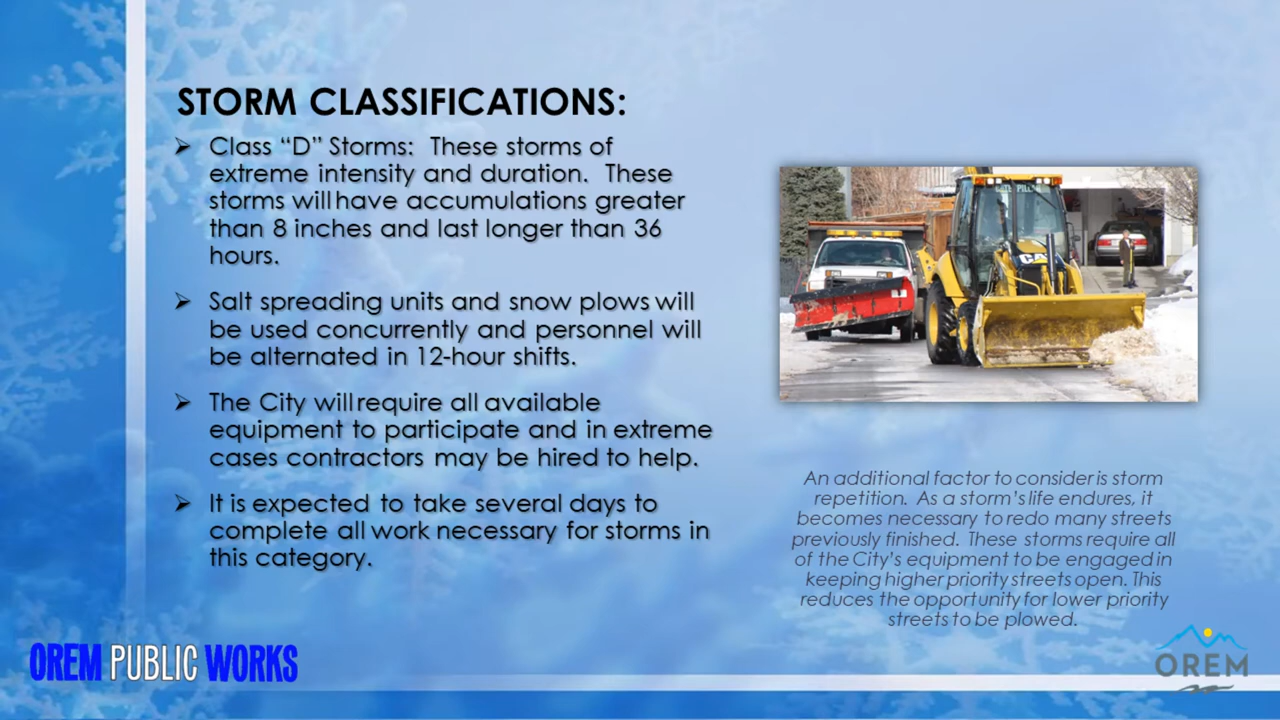 STORM CLASSIFICATIONS:
➢ Class “D” Storms: These storms of
extreme intensity and duration. These
storms will have accumulations greater
than 8 inches and last longer than 36
hours.
➢ Salt spreading units and snow plows will
be used concurrently and personnel will
be alternated in 12-hour shifts.
➢ The City will require all available
equipment to participate and in extreme
cases contractors may be hired to help.
➢ It is expected to take several days to
complete all work necessary for storms in
this category.
CATERPILLAR
CAT
An additional factor to consider is storm
repetition. As a storm’s life endures, it
becomes necessary to redo many streets
previously finished. These storms require all
of the City’s equipment to be engaged in
keeping higher priority streets open. This
reduces the opportunity for lower priority
streets to be plowed.
OREM PUBLIC WORKS
OREM